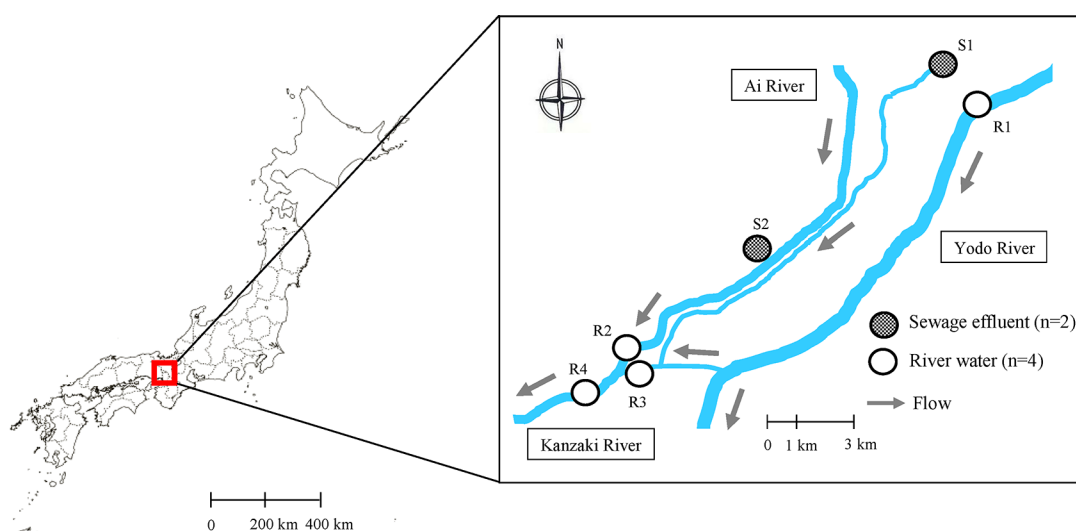 0
200 km
400 km
N
S1
Ai River
R1
S2
Yodo River
R2
R4
R3
Kanzaki River
Sewage effluent (n=2)
River water (n=4)
Flow
0
1 km
3 km